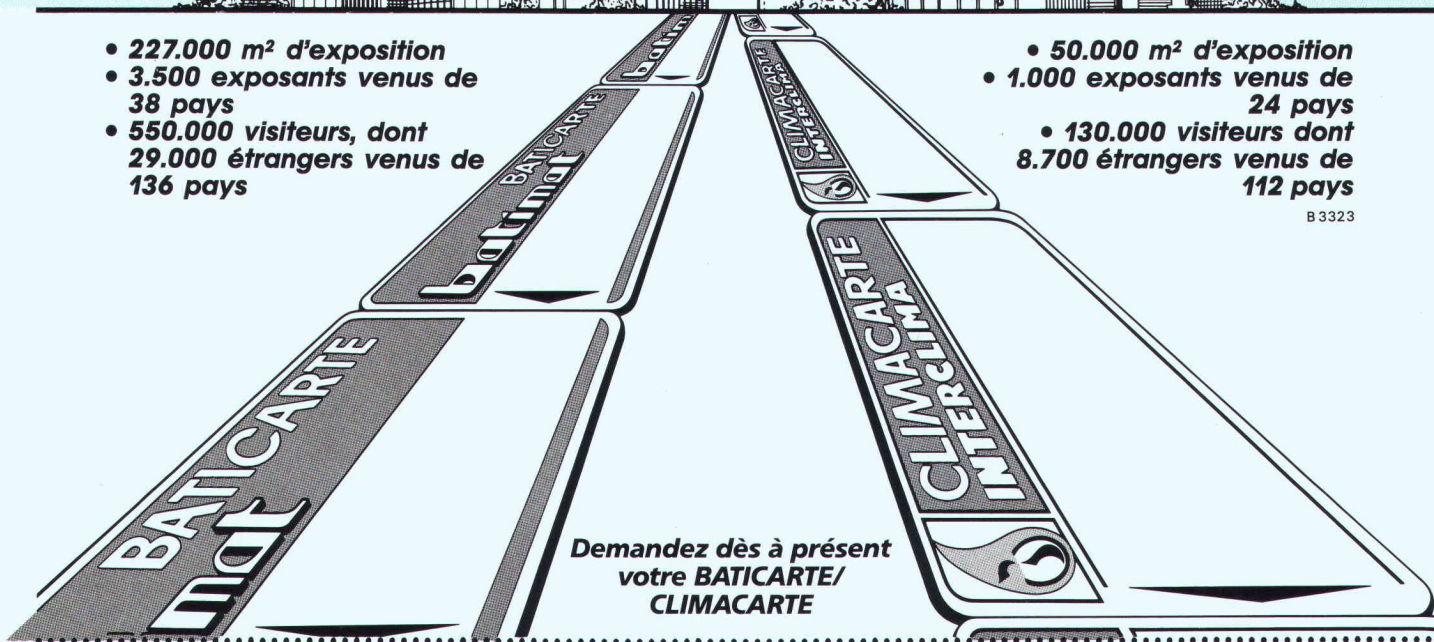 • 227.000 m² d'exposition
• 3.500 exposants venus de
38 pays
• 550.000 visiteurs, dont
29.000 étrangers venus de
136 pays
• 50.000 m² d'exposition
• 1.000 exposants venus de
24 pays
• 130.000 visiteurs dont
8.700 étrangers venus de
112 pays
B 3323
BATICARTE
batimat
BATICARTE
mat
batim
CLIMACARTE
INTERCLIMA
CLIMACARTE
INTERCLIMA
Demandez dès à présent
votre BATICARTE/
CLIMACARTE